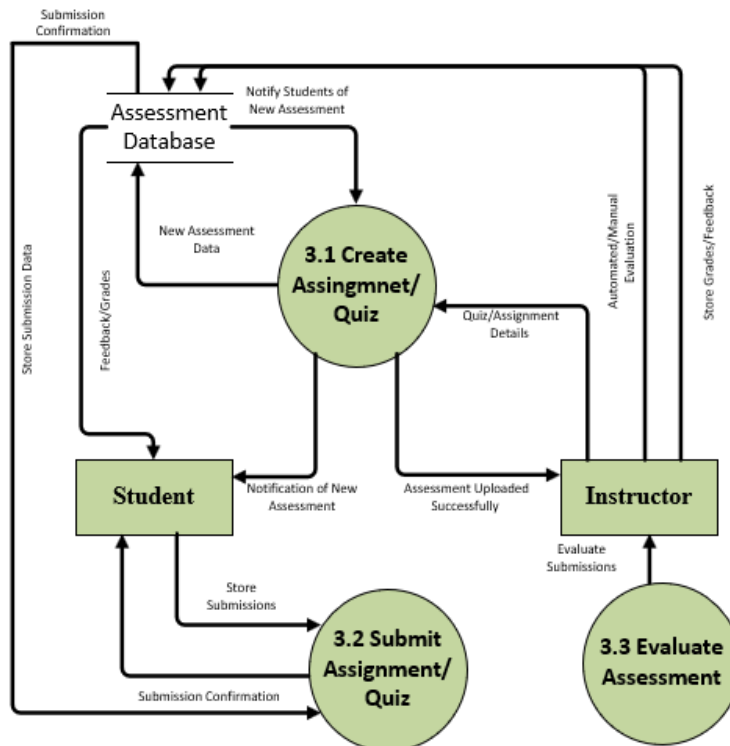 Submission
Confirmation
Notify Students of
New Assessment
Assessment
Database
New Assessment
Data
3.1 Create
Assingmnet/
Quiz
Store Submission Data
Feedback/Grades
Automated/Manual
Evaluation
Store Grades/Feedback
Quiz/Assignment
Details
Student
Notification of New
Assessment
Assessment Uploaded
Successfully
Instructor
Evaluate
Submissions
Store
Submissions
3.2 Submit
Assignment/
Quiz
3.3 Evaluate
Assessment
Submission Confirmation